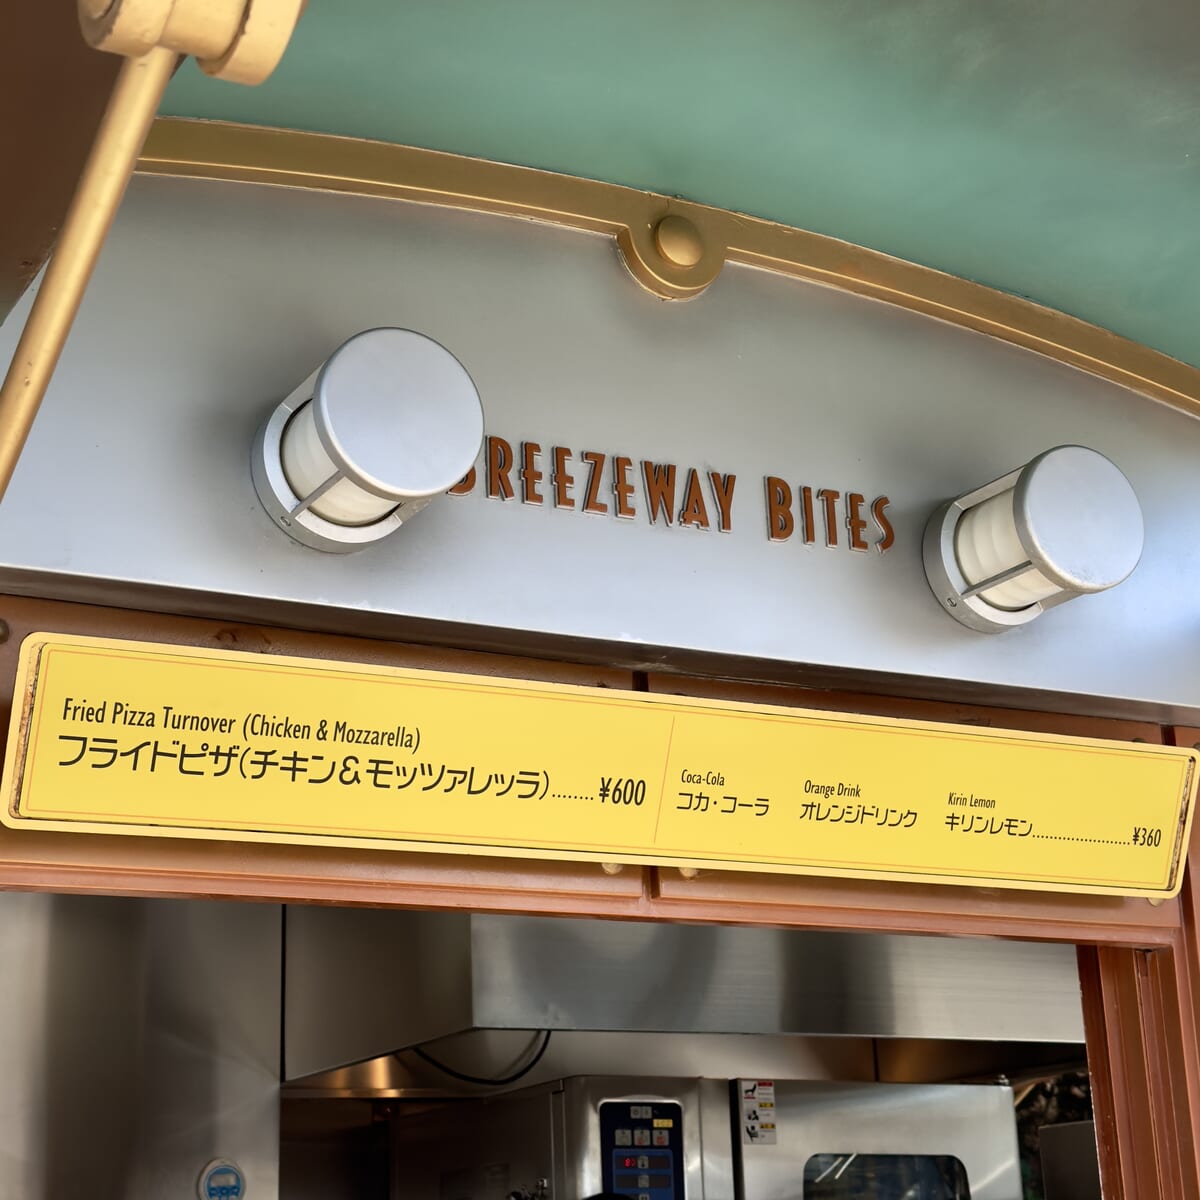 BREEZEWAY BITES
Fried Pizza Turnover (Chicken & Mozzarella)
フライドピザ(チキン&モッツァレッラ)........¥600
Coca-Cola
コカ・コーラ
Orange Drink
オレンジドリンク
Kirin Lemon
キリンレモン.......................¥360